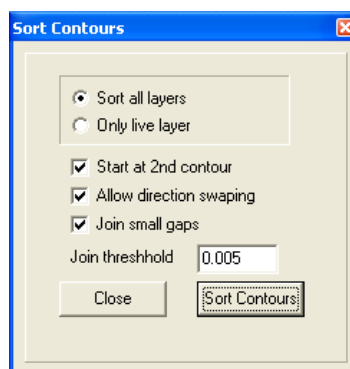 Sort Contours
Sort all layers
Only live layer
Start at 2nd contour
Allow direction swaping
Join small gaps
Join threshhold 0.005
Close Sort Contours